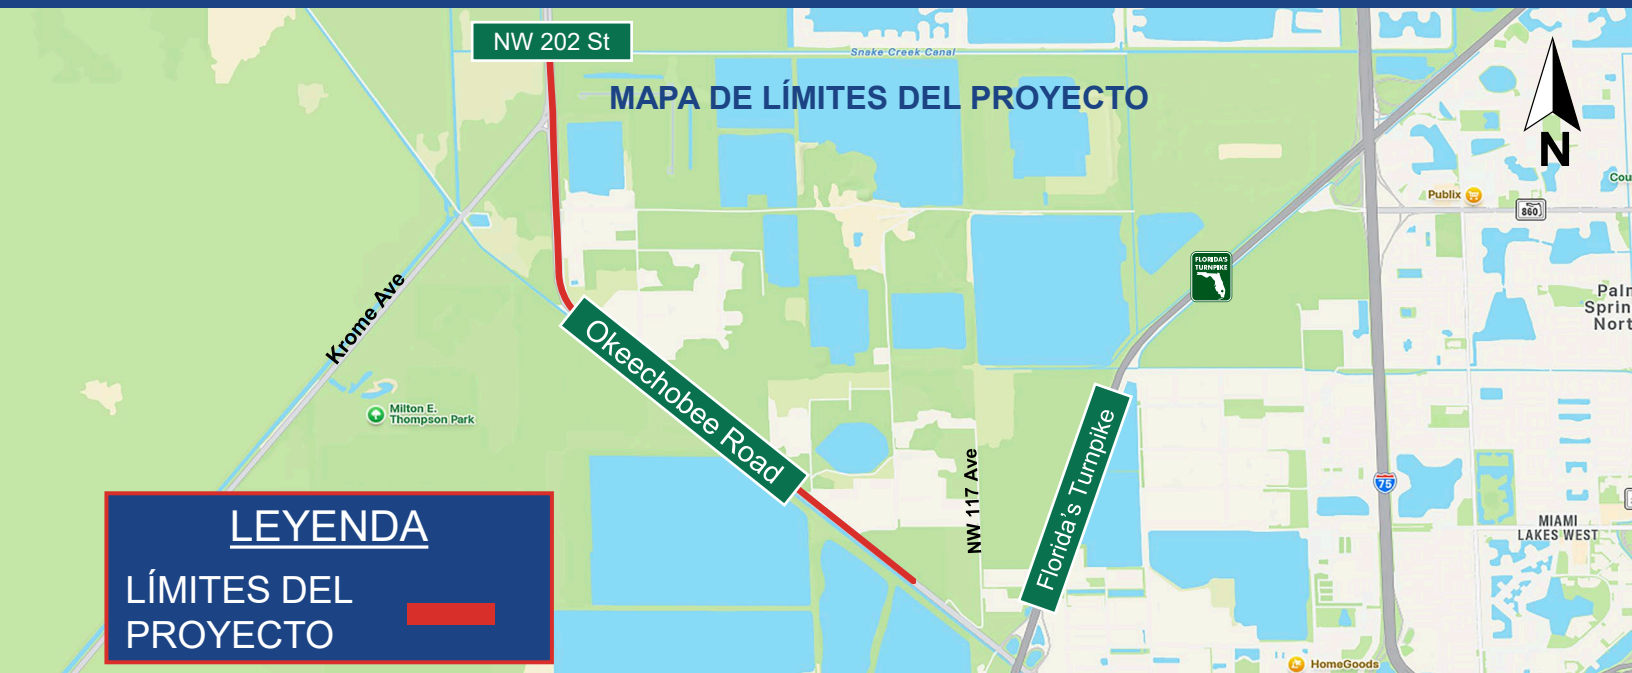 NW 202 St
Snake Creek Canal
MAPA DE LÍMITES DEL PROYECTO
N
Publix
860
FLORIDA'S
TURNPIKE
Krome Ave
Okeechobee Road
Milton E.
Thompson Park
NW 117 Ave
Florida's Turnpike
75
MIAMI
LAKES WEST
LEYENDA
LÍMITES DEL
PROYECTO
HomeGoods